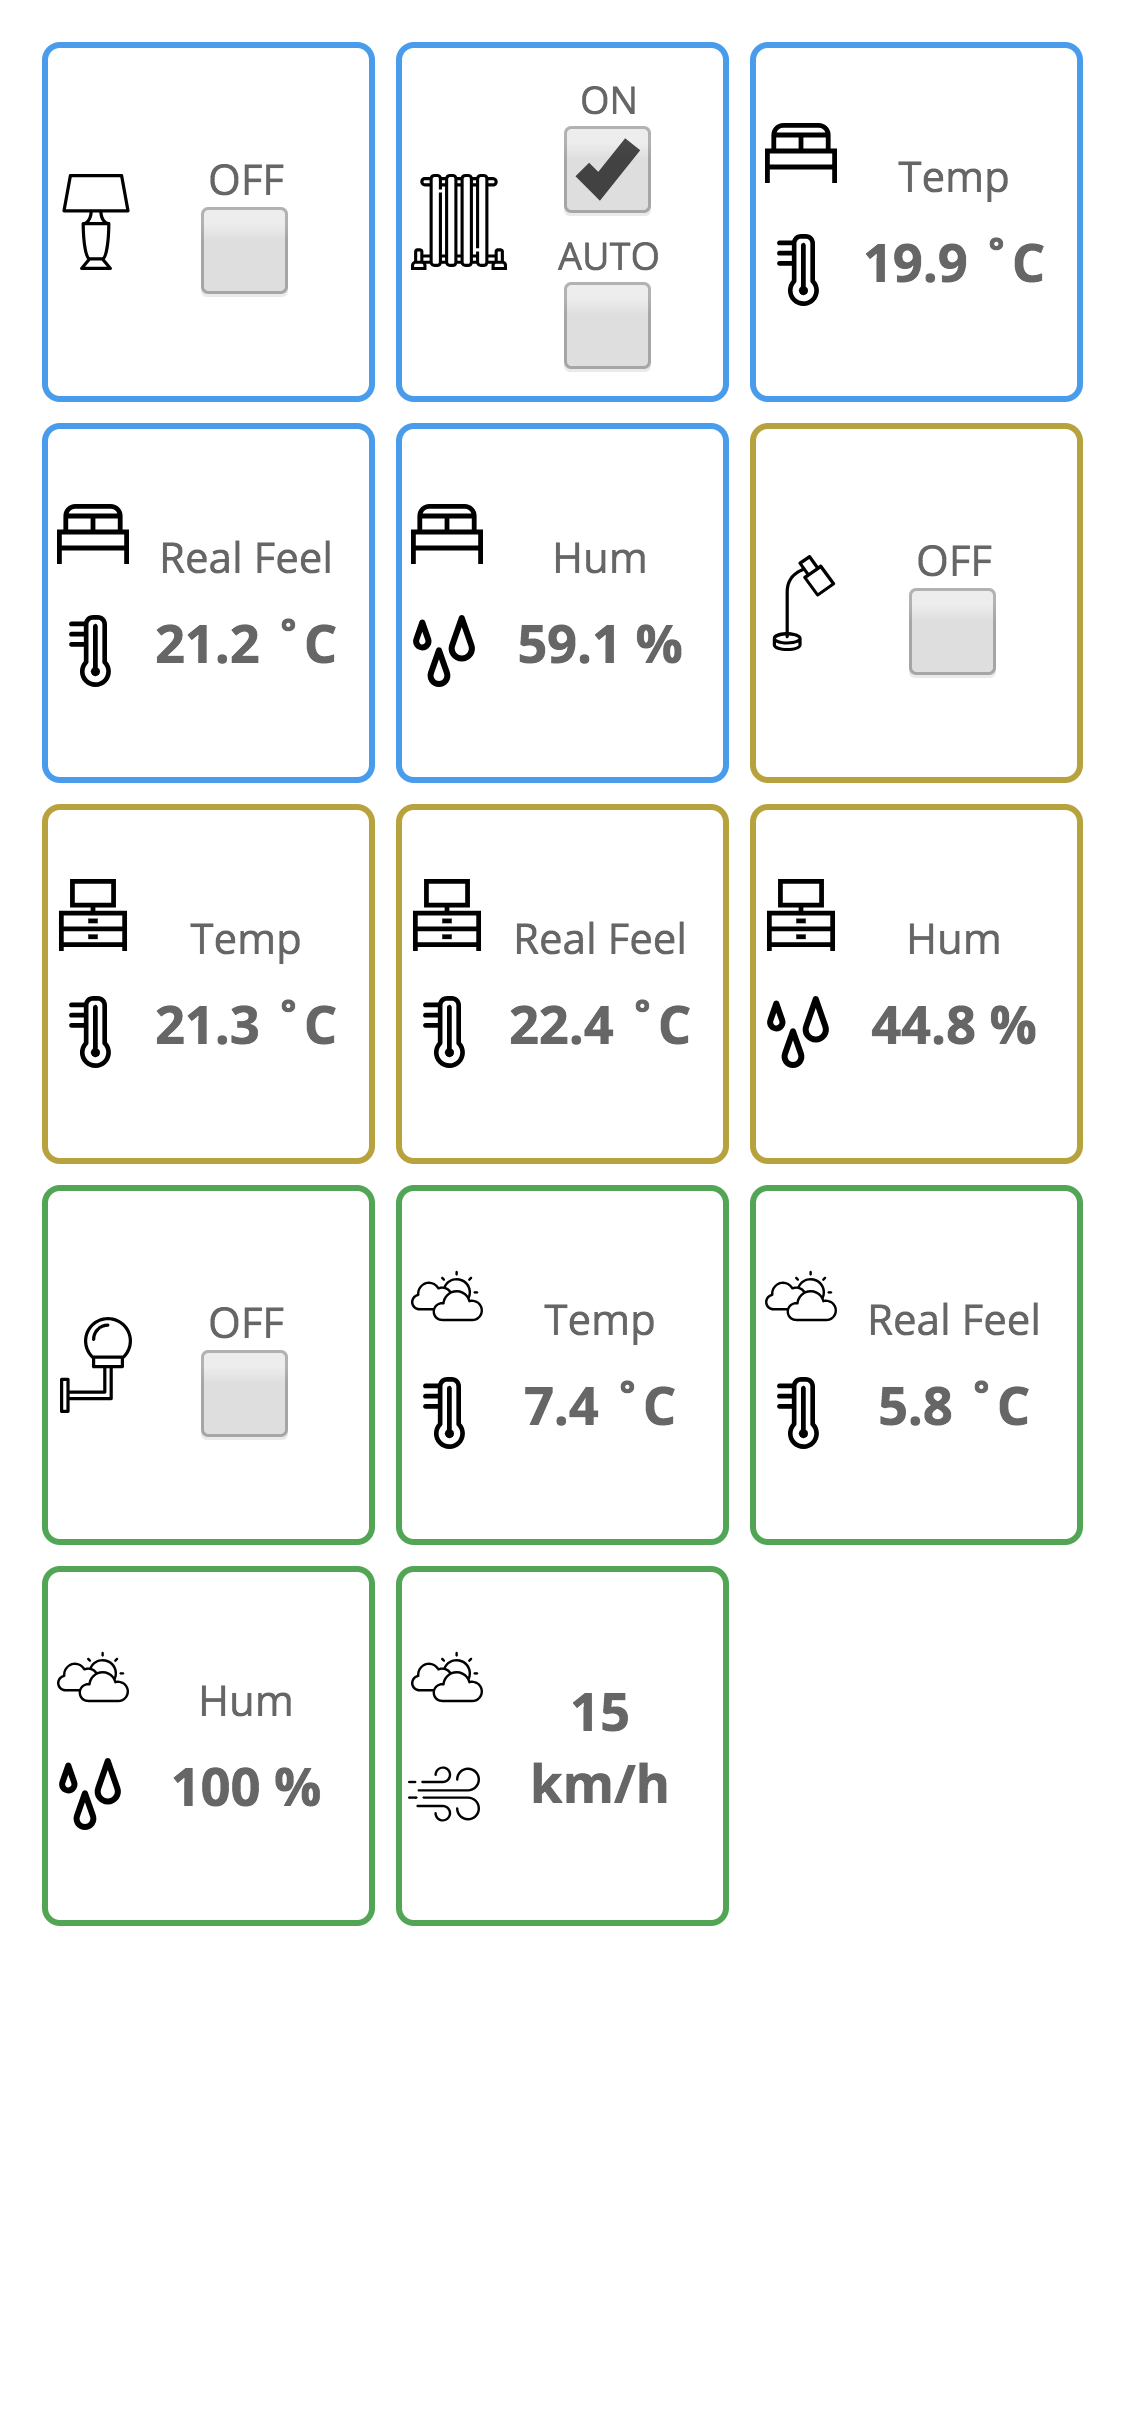 OFF
ON
AUTO
Temp
19.9 °C
Real Feel
21.2 °C
Hum
59.1 %
OFF
Temp
21.3 °C
Real Feel
22.4 °C
Hum
44.8 %
OFF
Temp
7.4 °C
Real Feel
5.8 °C
Hum
100 %
15
km/h